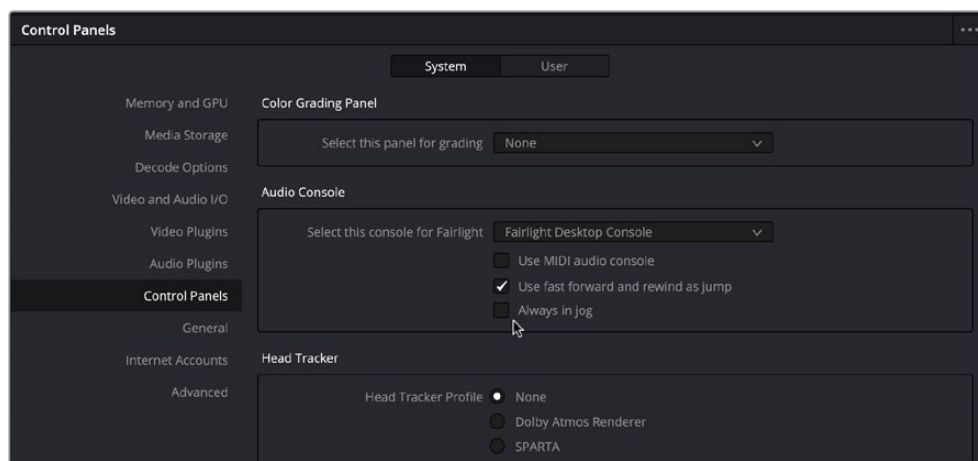 Control Panels
System
User
Memory and GPU
Media Storage
Decode Options
Video and Audio I/O
Video Plugins
Audio Plugins
Control Panels
General
Internet Accounts
Advanced
Color Grading Panel
Select this panel for grading
None
Audio Console
Select this console for Fairlight
Fairlight Desktop Console
Use MIDI audio console
Use fast forward and rewind as jump
Always in jog
Head Tracker
Head Tracker Profile
None
Dolby Atmos Renderer
SPARTA